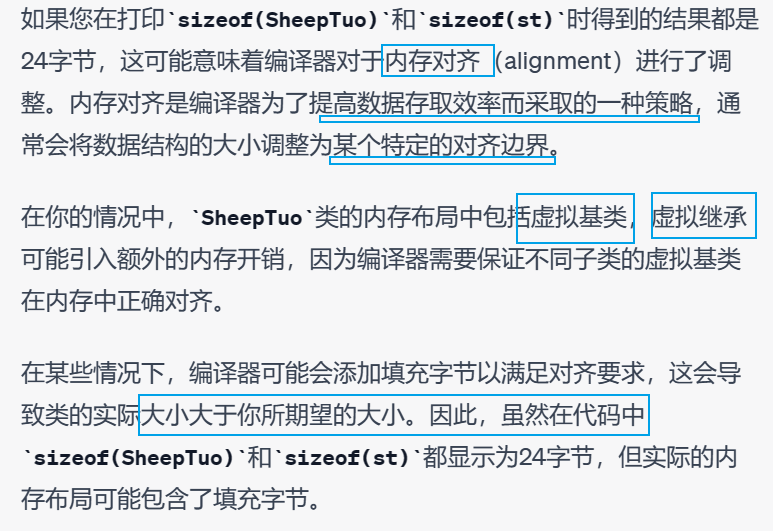 如果您在打印`sizeof(SheepTuo)`和`sizeof(st)`时得到的结果都是
24字节，这可能意味着编译器对于内存对齐（alignment）进行了调
整。内存对齐是编译器为了提高数据存取效率而采取的一种策略，通
常会将数据结构的大小调整为某个特定的对齐边界。
在你的情况中，`SheepTuo`类的内存布局中包括虚拟基类，虚拟继承
可能引入额外的内存开销，因为编译器需要保证不同子类的虚拟基类
在内存中正确对齐。
在某些情况下，编译器可能会添加填充字节以满足对齐要求，这会导
致类的实际大小大于你所期望的大小。因此，虽然在代码中
`sizeof(SheepTuo)`和`sizeof(st)`都显示为24字节，但实际的内
存布局可能包含了填充字节。